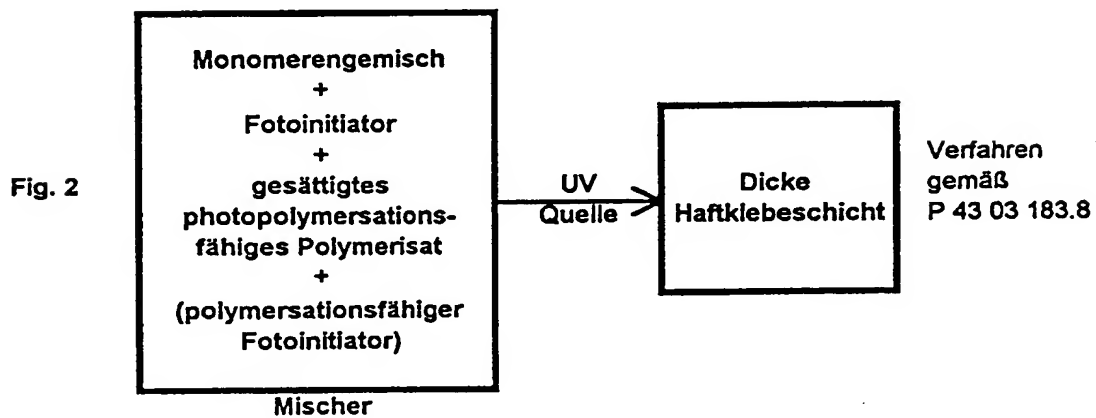 Fig. 2
Monomerengemisch
+
Fotoinitiator
+
gesättigtes
photopolymersations-
fähiges Polymerisat
+
(polymersationsfähiger
Fotoinitiator)
Mischer
UV
Quelle
Dicke
Haftklebeschicht
Verfahren
gemäß
P 43 03 183.8